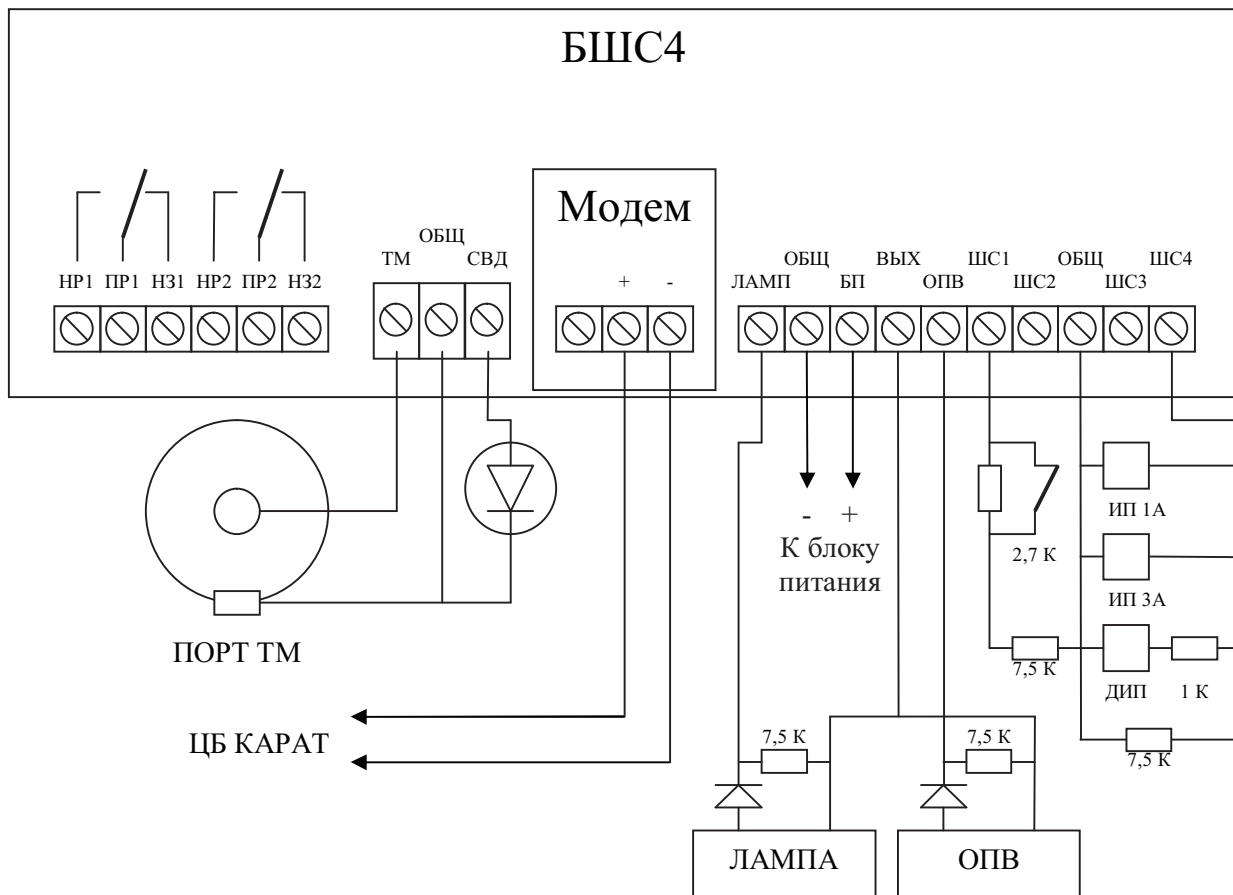 БШС4
Модем
НР1 ПР1 НЗ1 НР2 ПР2 НЗ2
ТМ ОБЩ СВД
+ -
ЛАМП ОБЩ БП ВЫХ ОПВ ШС1 ШС2 ОБЩ ШС3 ШС4
- +
К блоку
питания
2,7 К
ИП 1А
ИП 3А
7,5 К
ДИП
1 К
ПОРТ ТМ
ЦБ КАРАТ
7,5 К
7,5 К
7,5 К
ЛАМПА
ОПВ